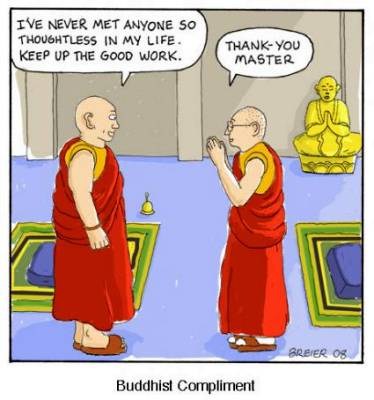 I'VE NEVER MET ANYONE SO
THOUGHTLESS IN MY LIFE.
KEEP UP THE GOOD WORK.
THANK-YOU
MASTER
BREIER 08
Buddhist Compliment